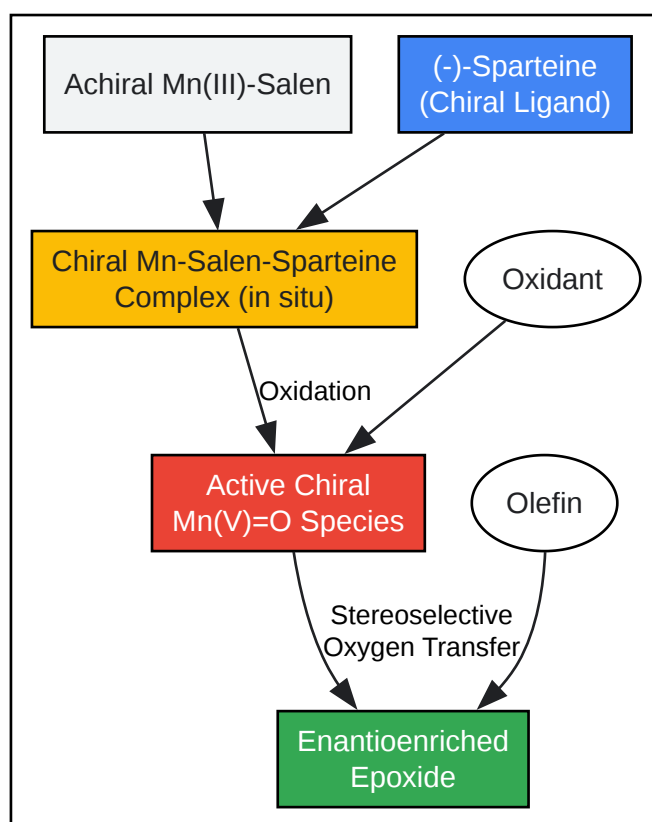 Achiral Mn(III)-Salen
(-)-Sparteine
(Chiral Ligand)
Chiral Mn-Salen-Sparteine
Complex (in situ)
Oxidant
Oxidation
Active Chiral
Mn(V)=O Species
Olefin
Stereoselective
Oxygen Transfer
Enantioenriched
Epoxide